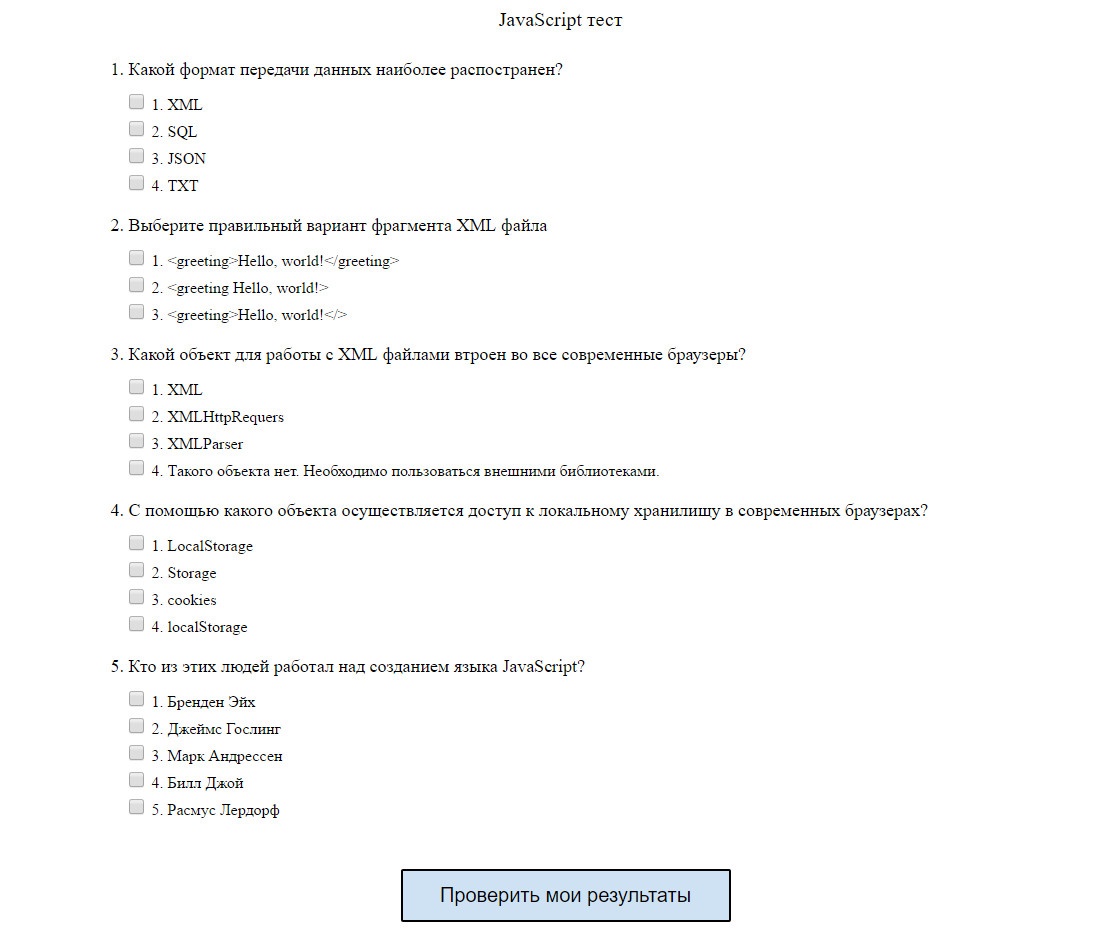 JavaScript тест
1. Какой формат передачи данных наиболее распостранен?
1. XML
2. SQL
3. JSON
4. TXT
2. Выберите правильный вариант фрагмента XML файла
1. <greeting>Hello, world!</greeting>
2. <greeting Hello, world!>
3. <greeting>Hello, world!</>
3. Какой объект для работы с XML файлами втроен во все современные браузеры?
1. XML
2. XMLHttpRequers
3. XMLParser
4. Такого объекта нет. Необходимо пользоваться внешними библиотеками.
4. С помощью какого объекта осуществляется доступ к локальному хранилищу в современных браузерах?
1. LocalStorage
2. Storage
3. cookies
4. localStorage
5. Кто из этих людей работал над созданием языка JavaScript?
1. Бренден Эйх
2. Джеймс Гослинг
3. Марк Андрессен
4. Билл Джой
5. Расмус Лердорф
Проверить мои результаты